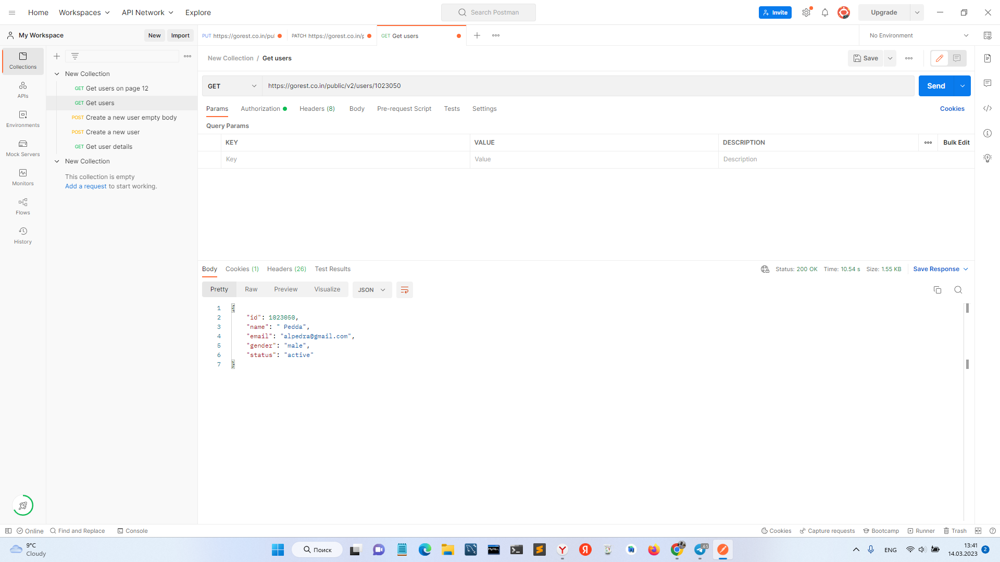 Home Workspaces API Network Explore Search Postman Invite Upgrade
My Workspace New Import
PUT https://gorest.co.in/pul PATCH https://gorest.co.in/p GET Get users No Environment
Collections
APIs
Environments
Mock Servers
Monitors
Flows
History
New Collection
GET Get users on page 12
GET Get users
POST Create a new user empty body
POST Create a new user
GET Get user details
New Collection
This collection is empty
Add a request to start working.
New Collection / Get users Save
GET https://gorest.co.in/public/v2/users/1023050 Send
Params Authorization Headers (8) Body Pre-request Script Tests Settings Cookies
Query Params
KEY VALUE DESCRIPTION Bulk Edit
Key Value Description
Body Cookies (1) Headers (26) Test Results Status: 200 OK Time: 10.54 s Size: 1.55 KB Save Response
Pretty Raw Preview Visualize JSON
1 {
2 "id": 1023050,
3 "name": " Pedda",
4 "email": "alpedra@gmail.com",
5 "gender": "male",
6 "status": "active"
7 }
Online Find and Replace Console Cookies Capture requests Bootcamp Runner Trash
9°C
Cloudy
Поиск
MySQL
Y
Я
65
ENG
13:41
14.03.2023
2